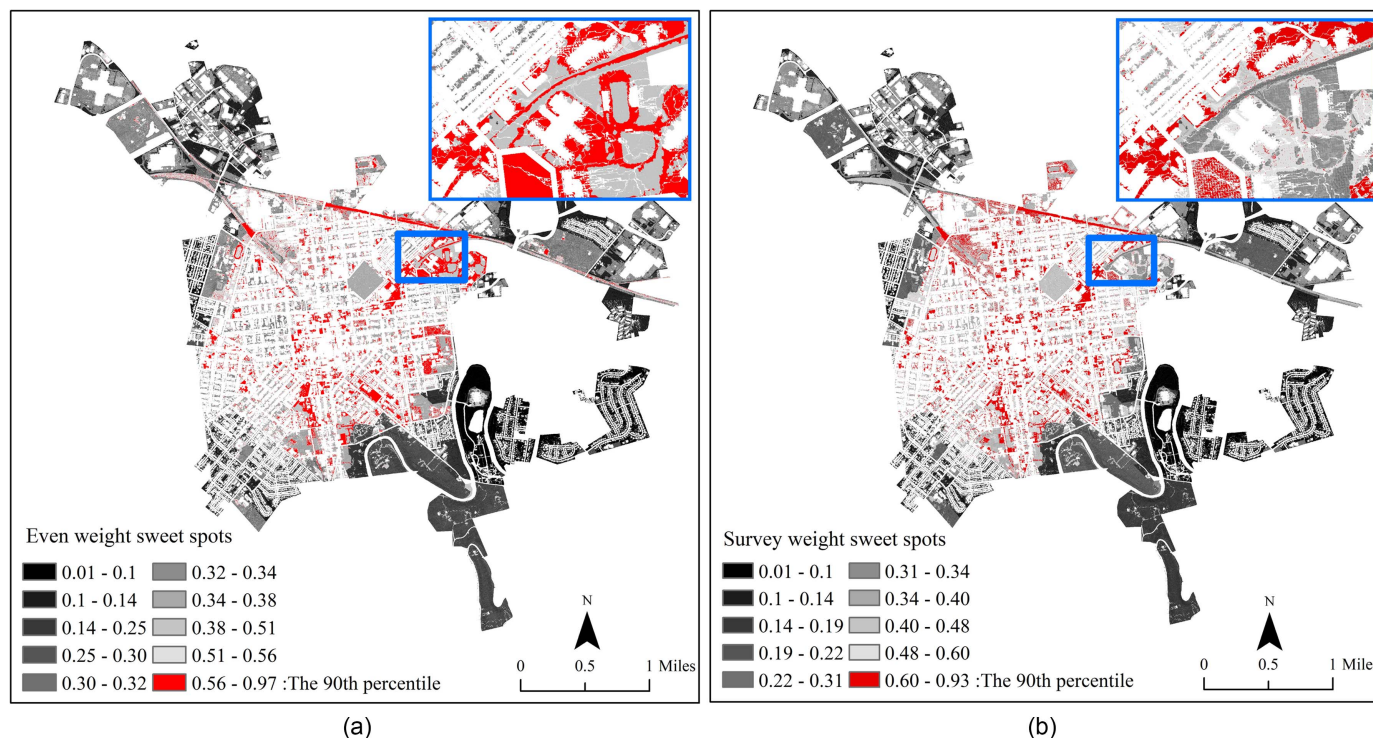 Even weight sweet spots
0.01 - 0.1 0.32 - 0.34
0.1 - 0.14 0.34 - 0.38
0.14 - 0.25 0.38 - 0.51
0.25 - 0.30 0.51 - 0.56
0.30 - 0.32 0.56 - 0.97 :The 90th percentile
N
0 0.5 1 Miles
(a)
Survey weight sweet spots
0.01 - 0.1 0.31 - 0.34
0.1 - 0.14 0.34 - 0.40
0.14 - 0.19 0.40 - 0.48
0.19 - 0.22 0.48 - 0.60
0.22 - 0.31 0.60 - 0.93 :The 90th percentile
N
0 0.5 1 Miles
(b)